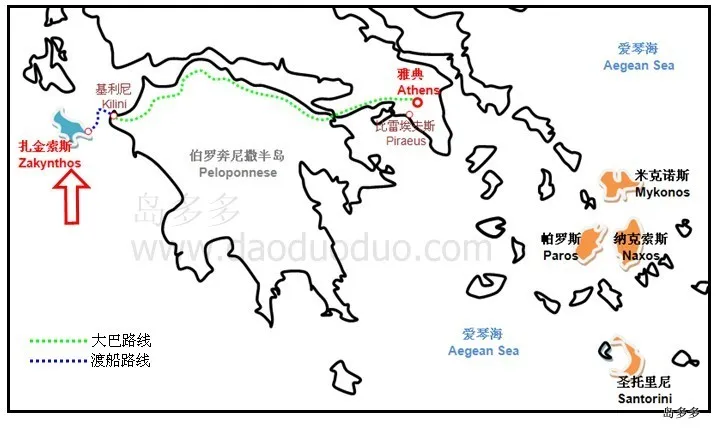 爱琴海
Aegean Sea
雅典
Athens
基利尼
Kilini
比雷埃夫斯
Piraeus
扎金索斯
Zakynthos
伯罗奔尼撒半岛
Peloponnese
米克诺斯
Mykonos
岛多多
www.daoduoduo.com
帕罗斯
Paros
纳克索斯
Naxos
大巴路线
渡船路线
爱琴海
Aegean Sea
圣托里尼
Santorini
岛多多